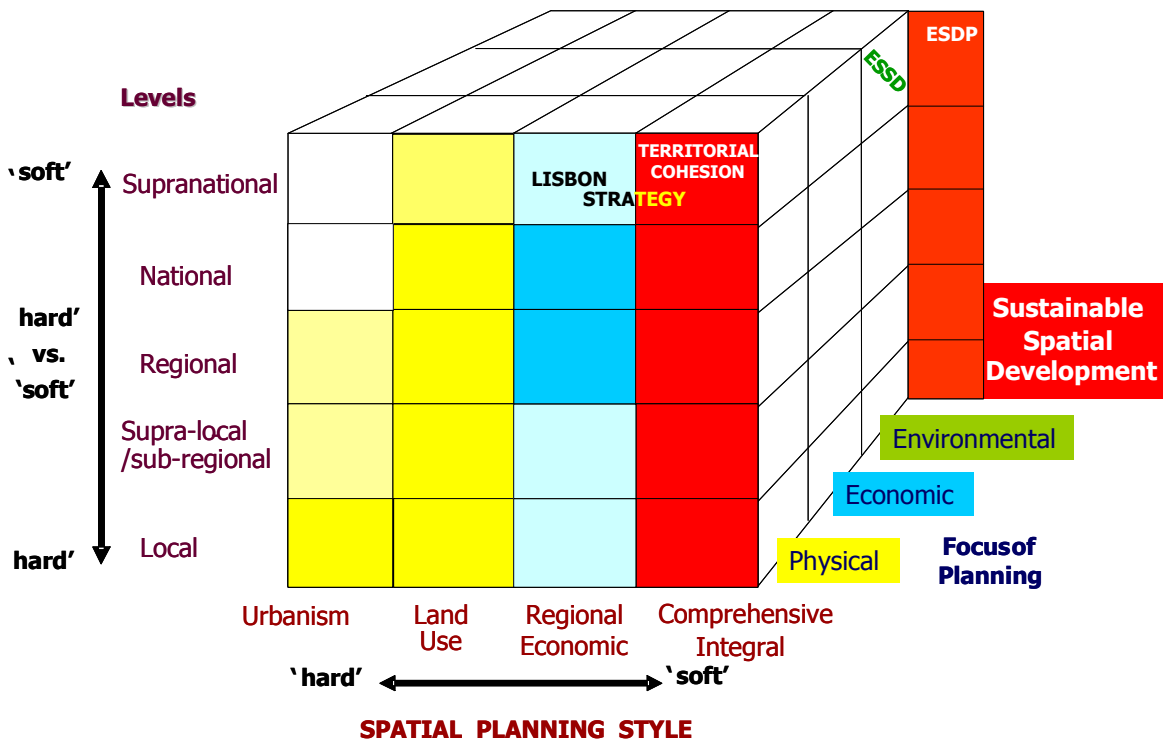 ESDP
ESSD
Levels
'soft'
Supranational
TERRITORIAL
COHESION
LISBON
STRATEGY
National
hard'
vs.
'
'soft'
Regional
Sustainable
Spatial
Development
Supra-local
/sub-regional
Environmental
Economic
hard'
Local
Physical
Focusof
Planning
Urbanism
Land
Use
Regional
Economic
Comprehensive
Integral
'hard'
'soft'
SPATIAL PLANNING STYLE